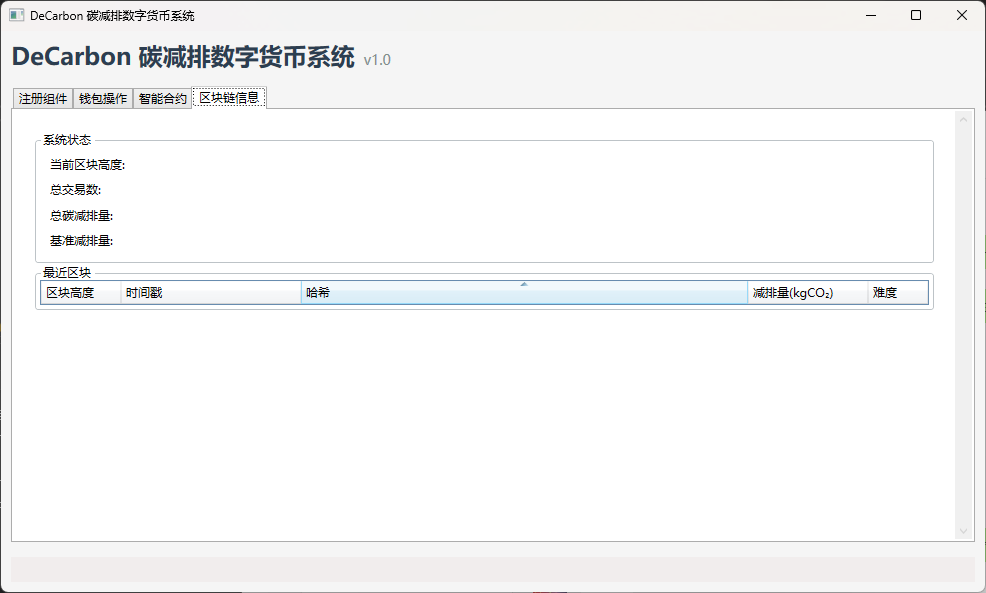 DeCarbon 碳减排数字货币系统
DeCarbon 碳减排数字货币系统 v1.0
注册组件 钱包操作 智能合约 区块链信息
系统状态
当前区块高度:
总交易数:
总碳减排量:
基准减排量:
最近区块
区块高度 时间戳 哈希 减排量(kgCO₂) 难度